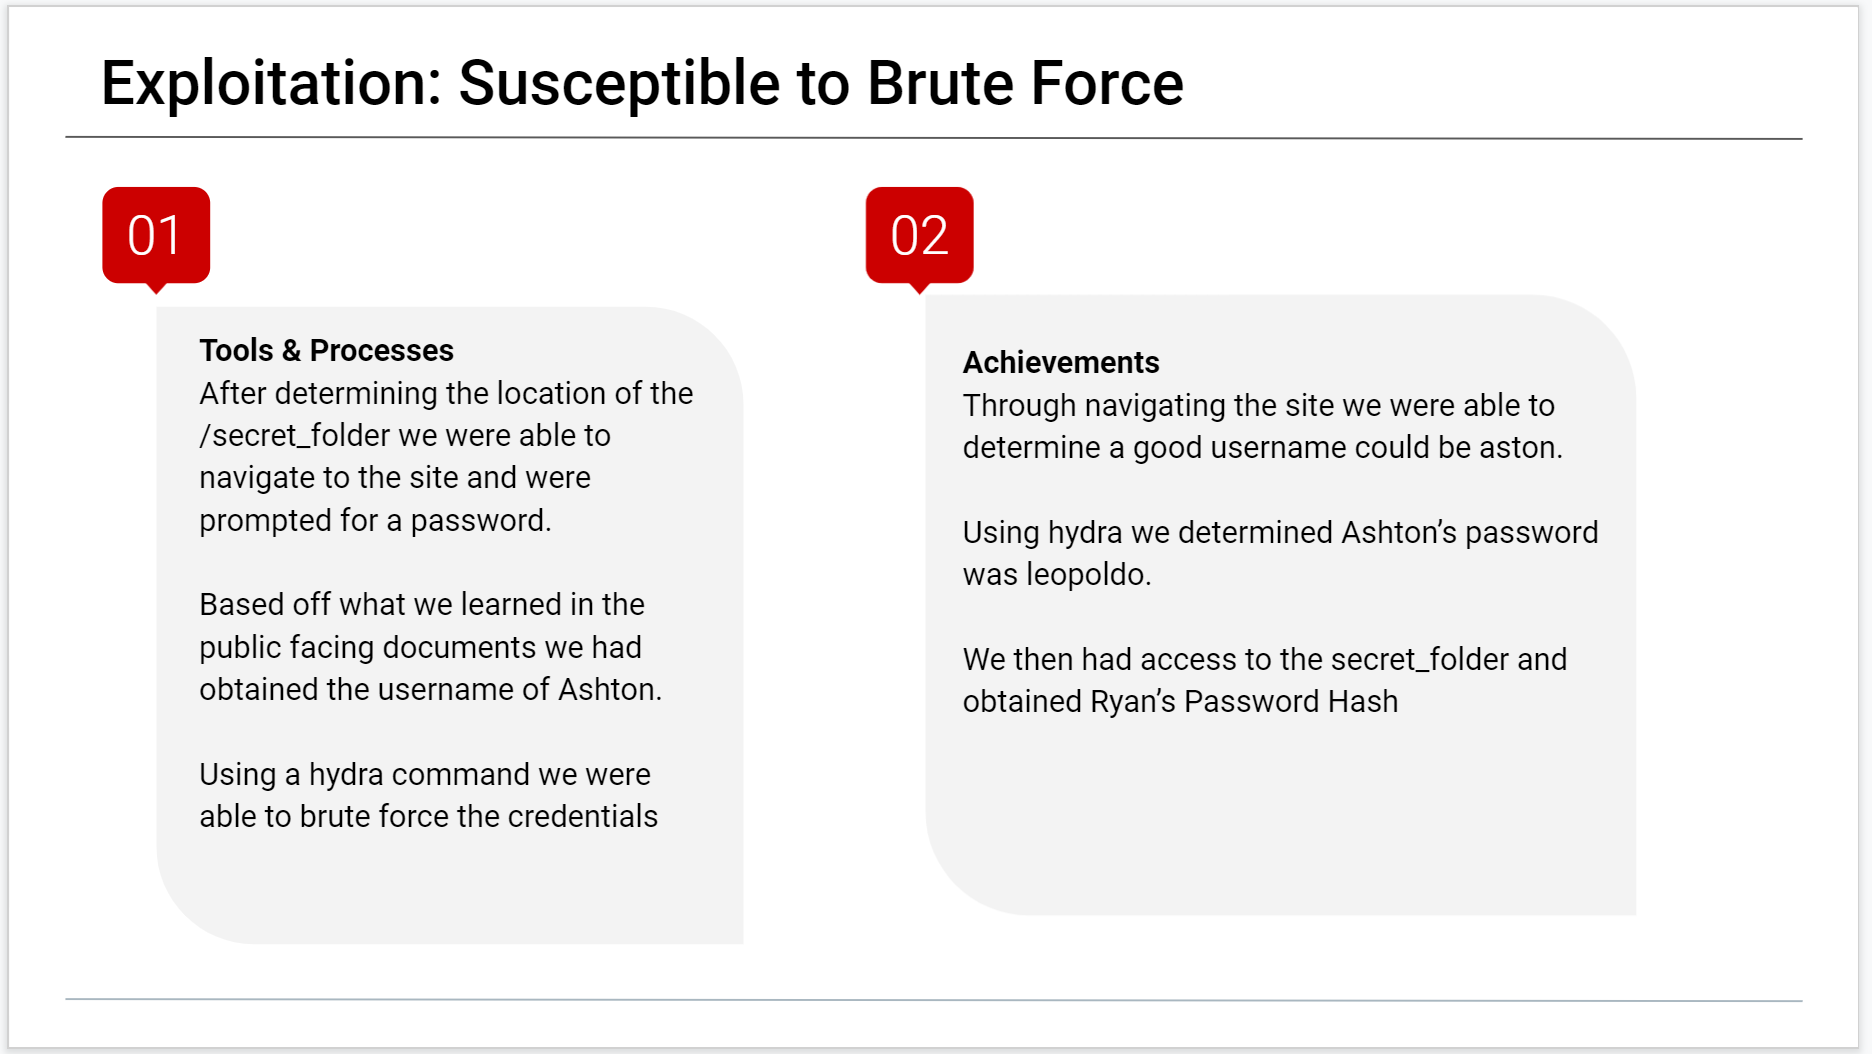 Exploitation: Susceptible to Brute Force
01
Tools & Processes
After determining the location of the
/secret_folder we were able to
navigate to the site and were
prompted for a password.
Based off what we learned in the
public facing documents we had
obtained the username of Ashton.
Using a hydra command we were
able to brute force the credentials
02
Achievements
Through navigating the site we were able to
determine a good username could be aston.
Using hydra we determined Ashton’s password
was leopoldo.
We then had access to the secret_folder and
obtained Ryan’s Password Hash